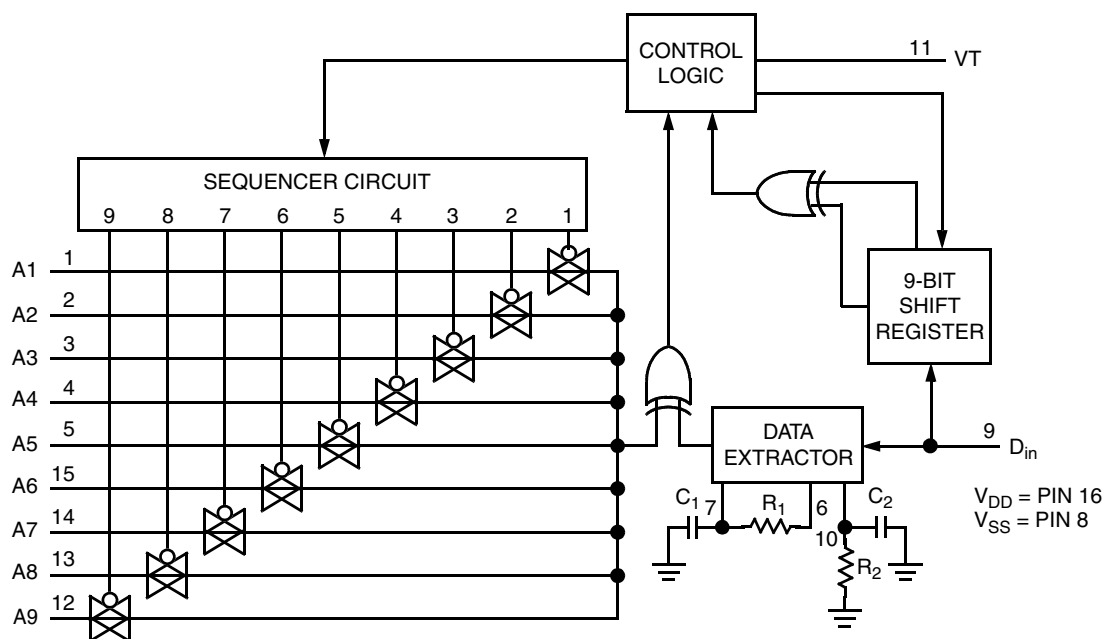 CONTROL
LOGIC
11
VT
SEQUENCER CIRCUIT
9 8 7 6 5 4 3 2 1
A1 1
A2 2
A3 3
A4 4
A5 5
A6 15
A7 14
A8 13
A9 12
9-BIT
SHIFT
REGISTER
DATA
EXTRACTOR
9
Din
C1 7 R1 6 C2
10
R2
VDD = PIN 16
VSS = PIN 8